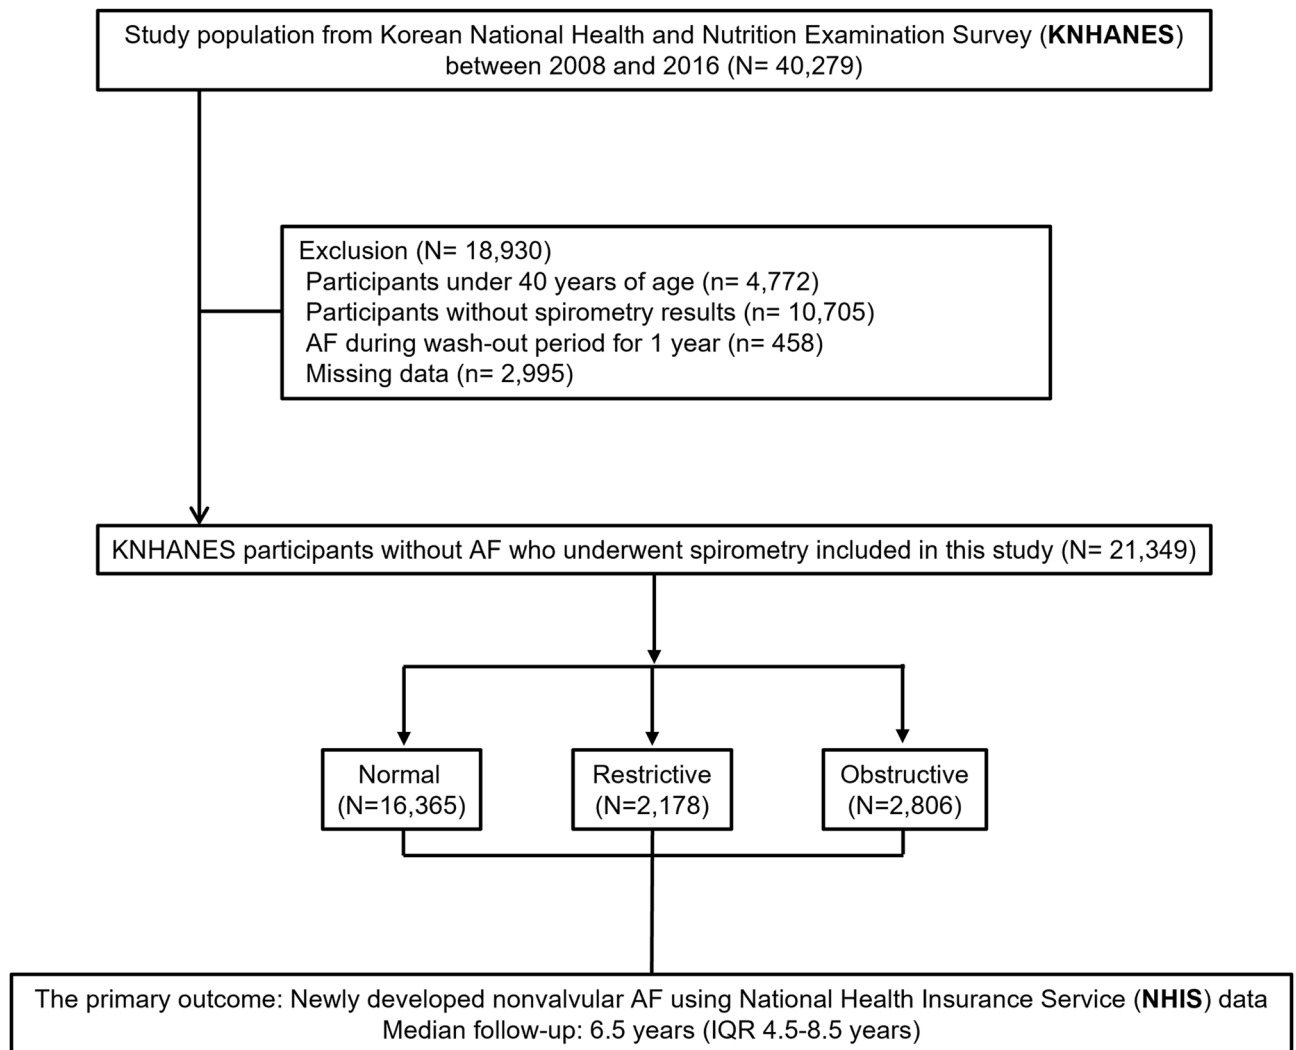 Study population from Korean National Health and Nutrition Examination Survey (KNHANES)
between 2008 and 2016 (N= 40,279)
Exclusion (N= 18,930)
Participants under 40 years of age (n= 4,772)
Participants without spirometry results (n= 10,705)
AF during wash-out period for 1 year (n= 458)
Missing data (n= 2,995)
KNHANES participants without AF who underwent spirometry included in this study (N= 21,349)
Normal
(N=16,365)
Restrictive
(N=2,178)
Obstructive
(N=2,806)
The primary outcome: Newly developed nonvalvular AF using National Health Insurance Service (NHIS) data
Median follow-up: 6.5 years (IQR 4.5-8.5 years)